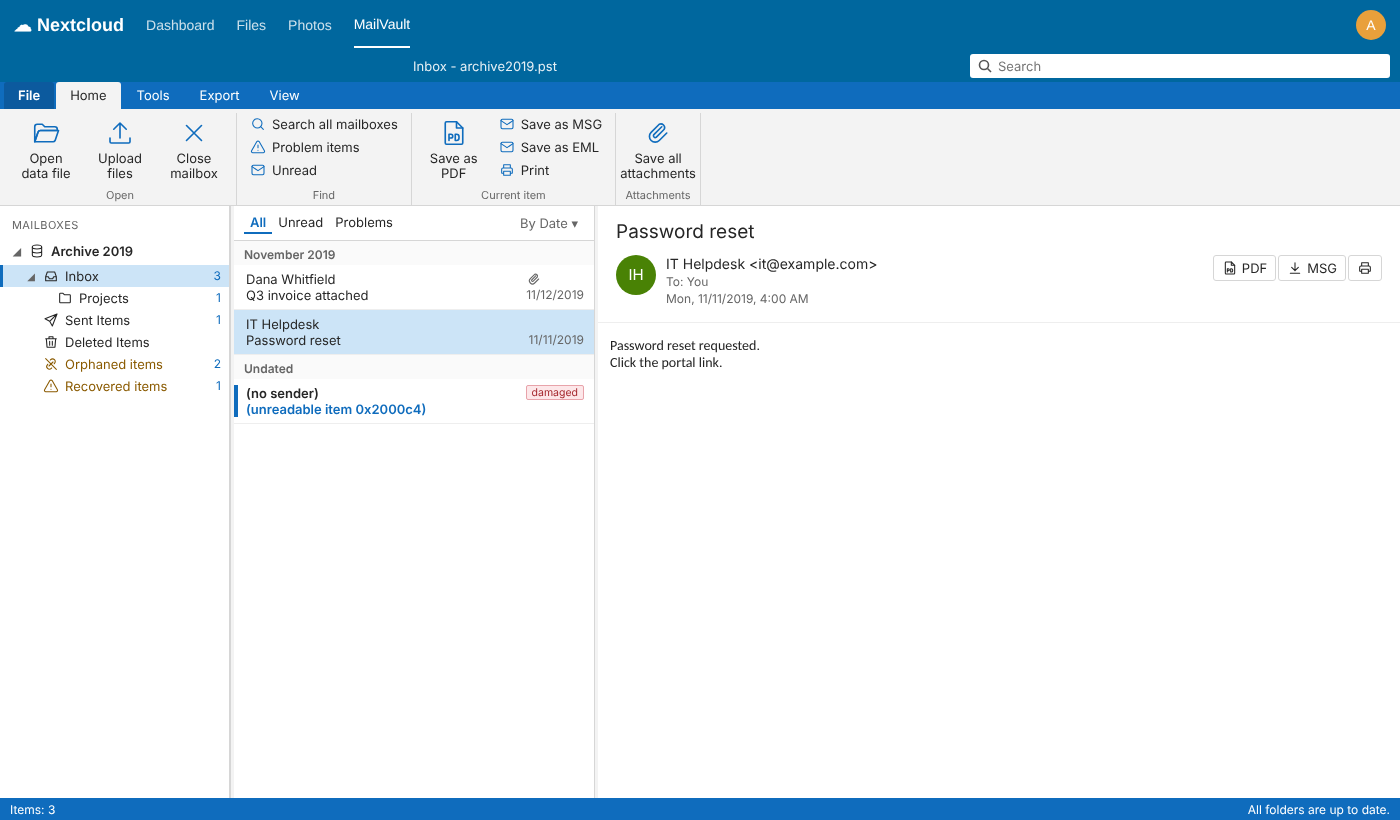 Nextcloud Dashboard Files Photos MailVault A
Inbox - archive2019.pst Search
File Home Tools Export View
Open data file
Upload files
Close mailbox
Open
Search all mailboxes
Problem items
Unread
Find
Save as PDF
Save as MSG
Save as EML
Print
Current item
Save all attachments
Attachments
MAILBOXES
Archive 2019
Inbox 3
Projects 1
Sent Items 1
Deleted Items
Orphaned items 2
Recovered items 1
All Unread Problems By Date ▾
November 2019
Dana Whitfield
Q3 invoice attached 11/12/2019
IT Helpdesk
Password reset 11/11/2019
Undated
(no sender) damaged
(unreadable item 0x2000c4)
Password reset
IH
IT Helpdesk <it@example.com>
To: You
Mon, 11/11/2019, 4:00 AM
PDF MSG
Password reset requested.
Click the portal link.
Items: 3 All folders are up to date.